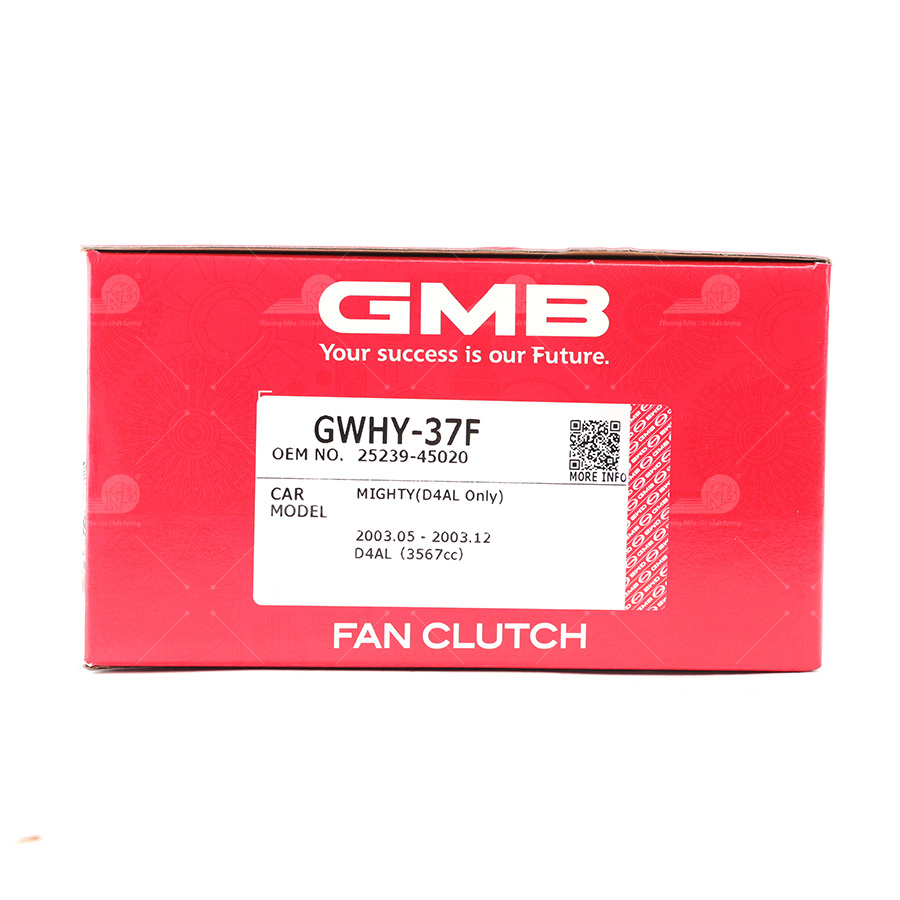 GMB
Your success is our Future.
GWHY-37F
OEM NO. 25239-45020
MORE INFO
CAR MODEL
MIGHTY(D4AL Only)
2003.05 - 2003.12
D4AL (3567cc)
FAN CLUTCH